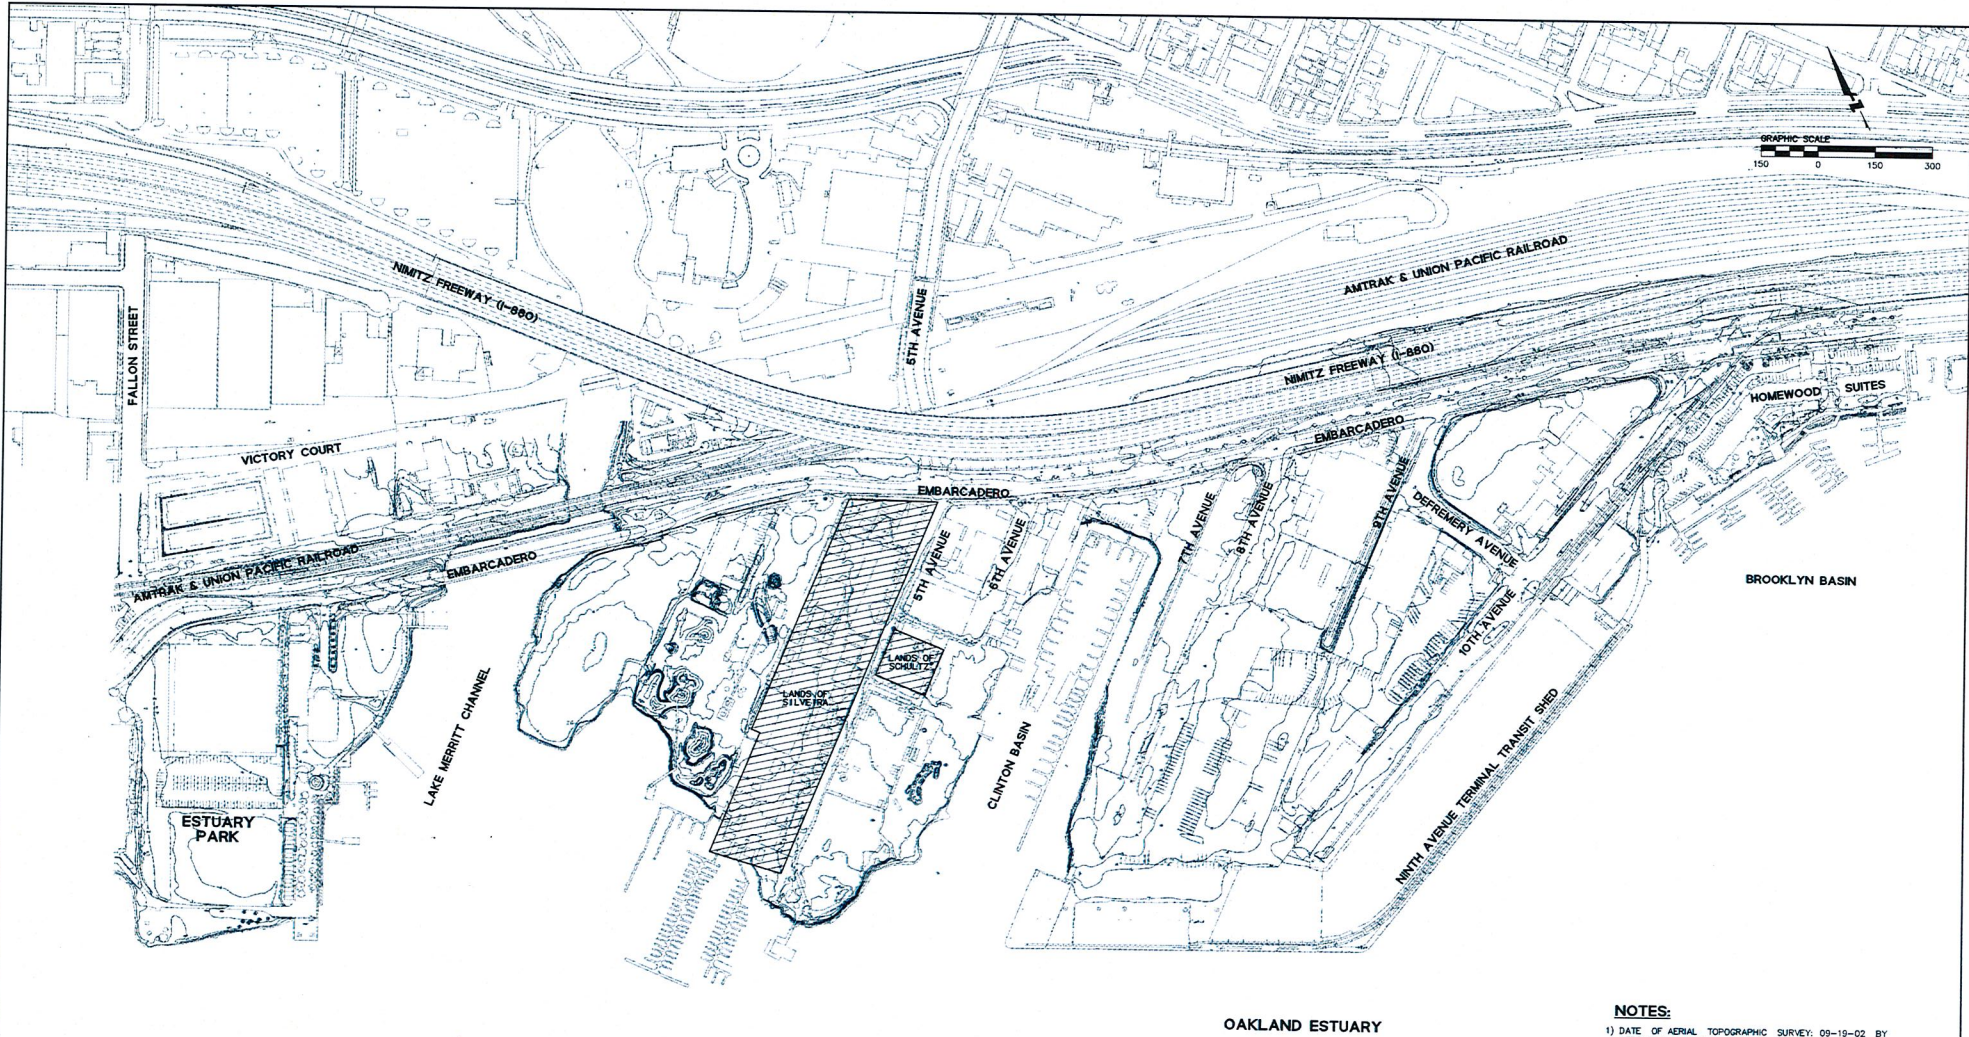 GRAPHIC SCALE
150 0 150 300
AMTRAK & UNION PACIFIC RAILROAD
NIMITZ FREEWAY (I-880)
5TH AVENUE
FALLON STREET
NIMITZ FREEWAY (I-880)
HOMEWOOD SUITES
EMBARCADERO
VICTORY COURT
EMBARCADERO
9TH AVENUE
7TH AVENUE
8TH AVENUE
DEFREMERY AVENUE
5TH AVENUE
6TH AVENUE
AMTRAK & UNION PACIFIC RAILROAD
EMBARCADERO
BROOKLYN BASIN
10TH AVENUE
LANDS OF
SCHULTZ
LANDS OF
SILVEIRA
LAKE MERRITT CHANNEL
CLINTON BASIN
NINTH AVENUE TERMINAL TRANSIT SHED
ESTUARY
PARK
OAKLAND ESTUARY
NOTES:
1) DATE OF AERIAL TOPOGRAPHIC SURVEY: 09-19-02 BY